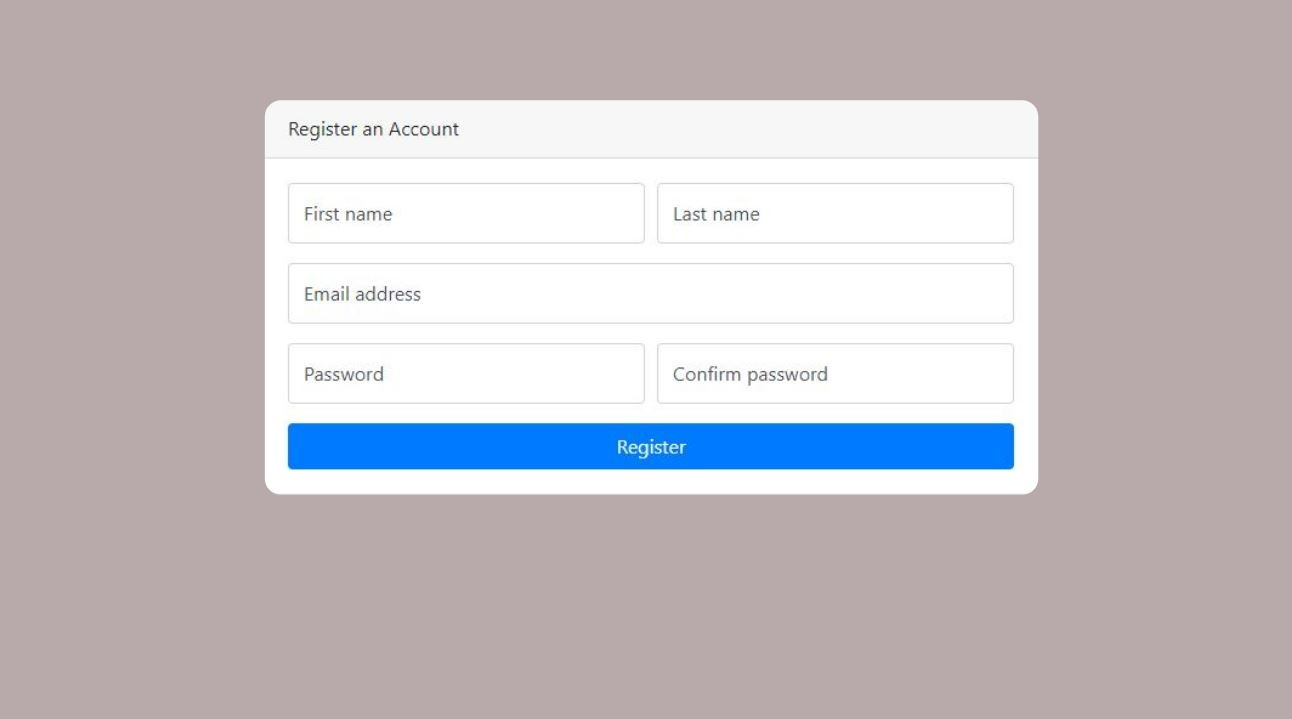 Register an Account
First name
Last name
Email address
Password
Confirm password
Register